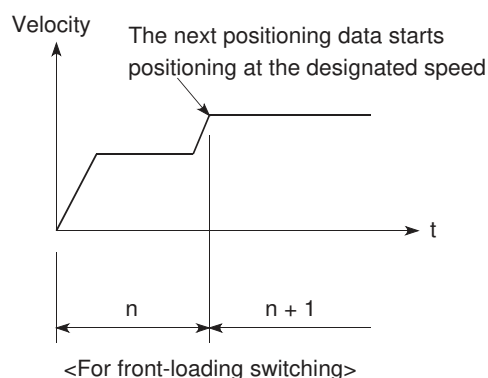 Velocity
The next positioning data starts
positioning at the designated speed
t
n
n + 1
<For front-loading switching>